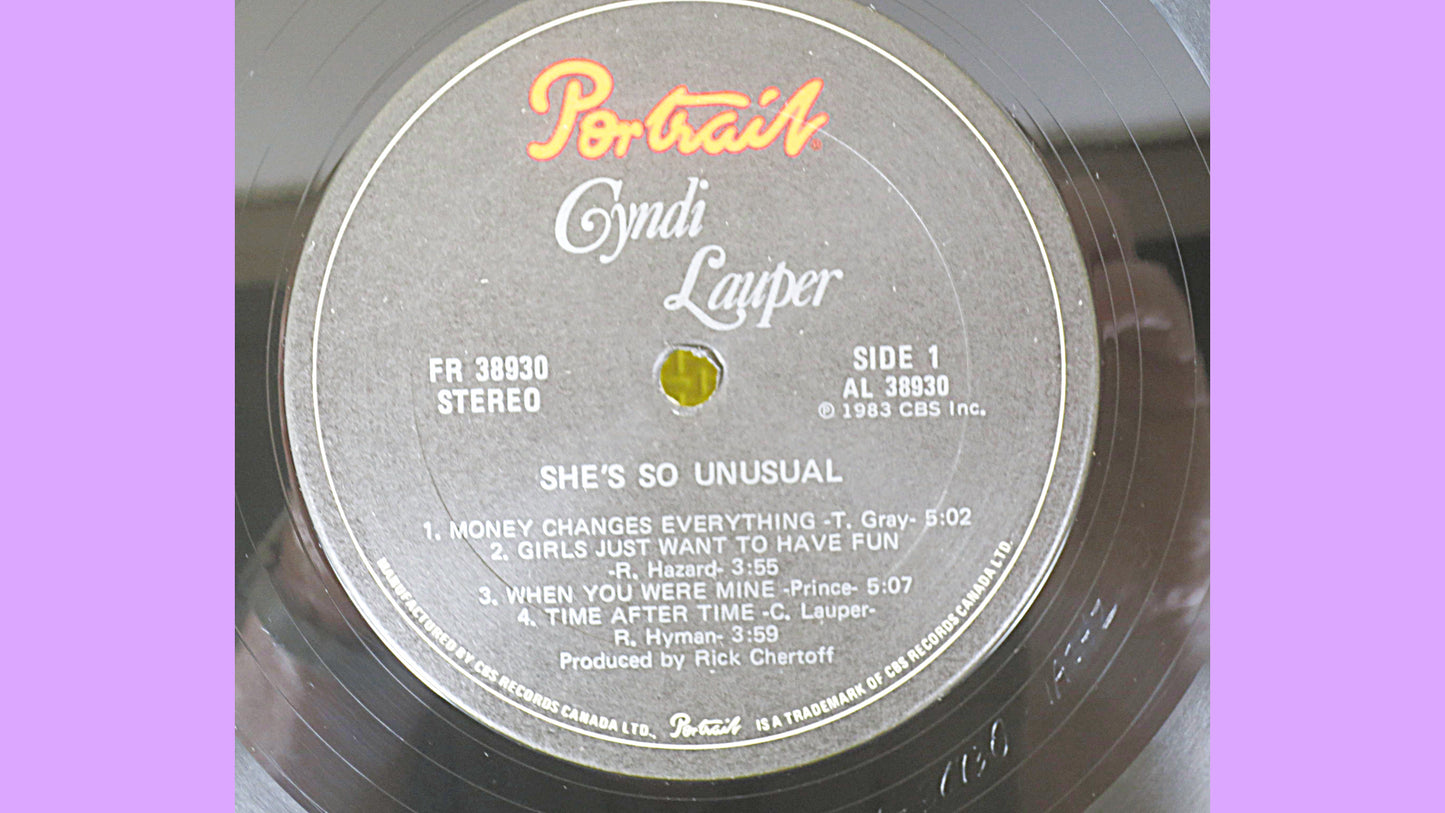 Portrait
Cyndi
Lauper
FR 38930
STEREO
SIDE 1
AL 38930
℗ 1983 CBS Inc.
SHE'S SO UNUSUAL
1. MONEY CHANGES EVERYTHING -T. Gray- 5:02
2. GIRLS JUST WANT TO HAVE FUN
-R. Hazard- 3:55
3. WHEN YOU WERE MINE -Prince- 5:07
4. TIME AFTER TIME -C. Lauper-
R. Hyman- 3:59
Produced by Rick Chertoff
MANUFACTURED BY CBS RECORDS CANADA LTD., Portrait IS A TRADEMARK OF CBS RECORDS CANADA LTD.